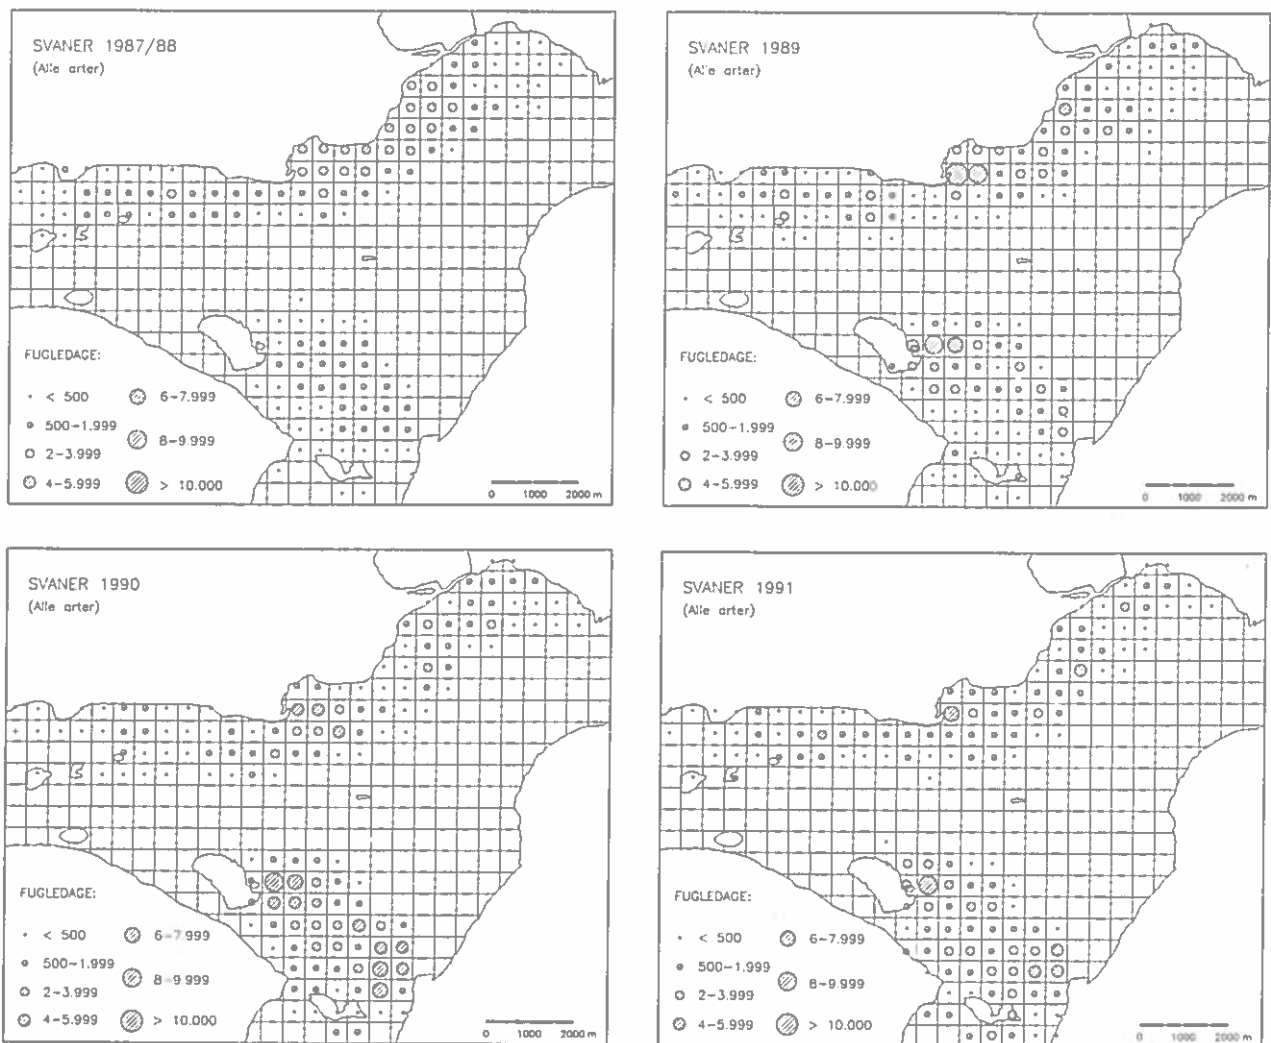 SVANER 1987/88
(Alle arter)
FUGLEDAGE:
< 500
500-1.999
2-3.999
4-5.999
6-7.999
8-9.999
> 10.000
0 1000 2000 m
SVANER 1989
(Alle arter)
FUGLEDAGE:
< 500
500-1.999
2-3.999
4-5.999
6-7.999
8-9.999
> 10.000
0 1000 2000 m
SVANER 1990
(Alle arter)
FUGLEDAGE:
< 500
500-1.999
2-3.999
4-5.999
6-7.999
8-9.999
> 10.000
0 1000 2000 m
SVANER 1991
(Alle arter)
FUGLEDAGE:
< 500
500-1.999
2-3.999
4-5.999
6-7.999
8-9.999
> 10.000
0 1000 2000 m